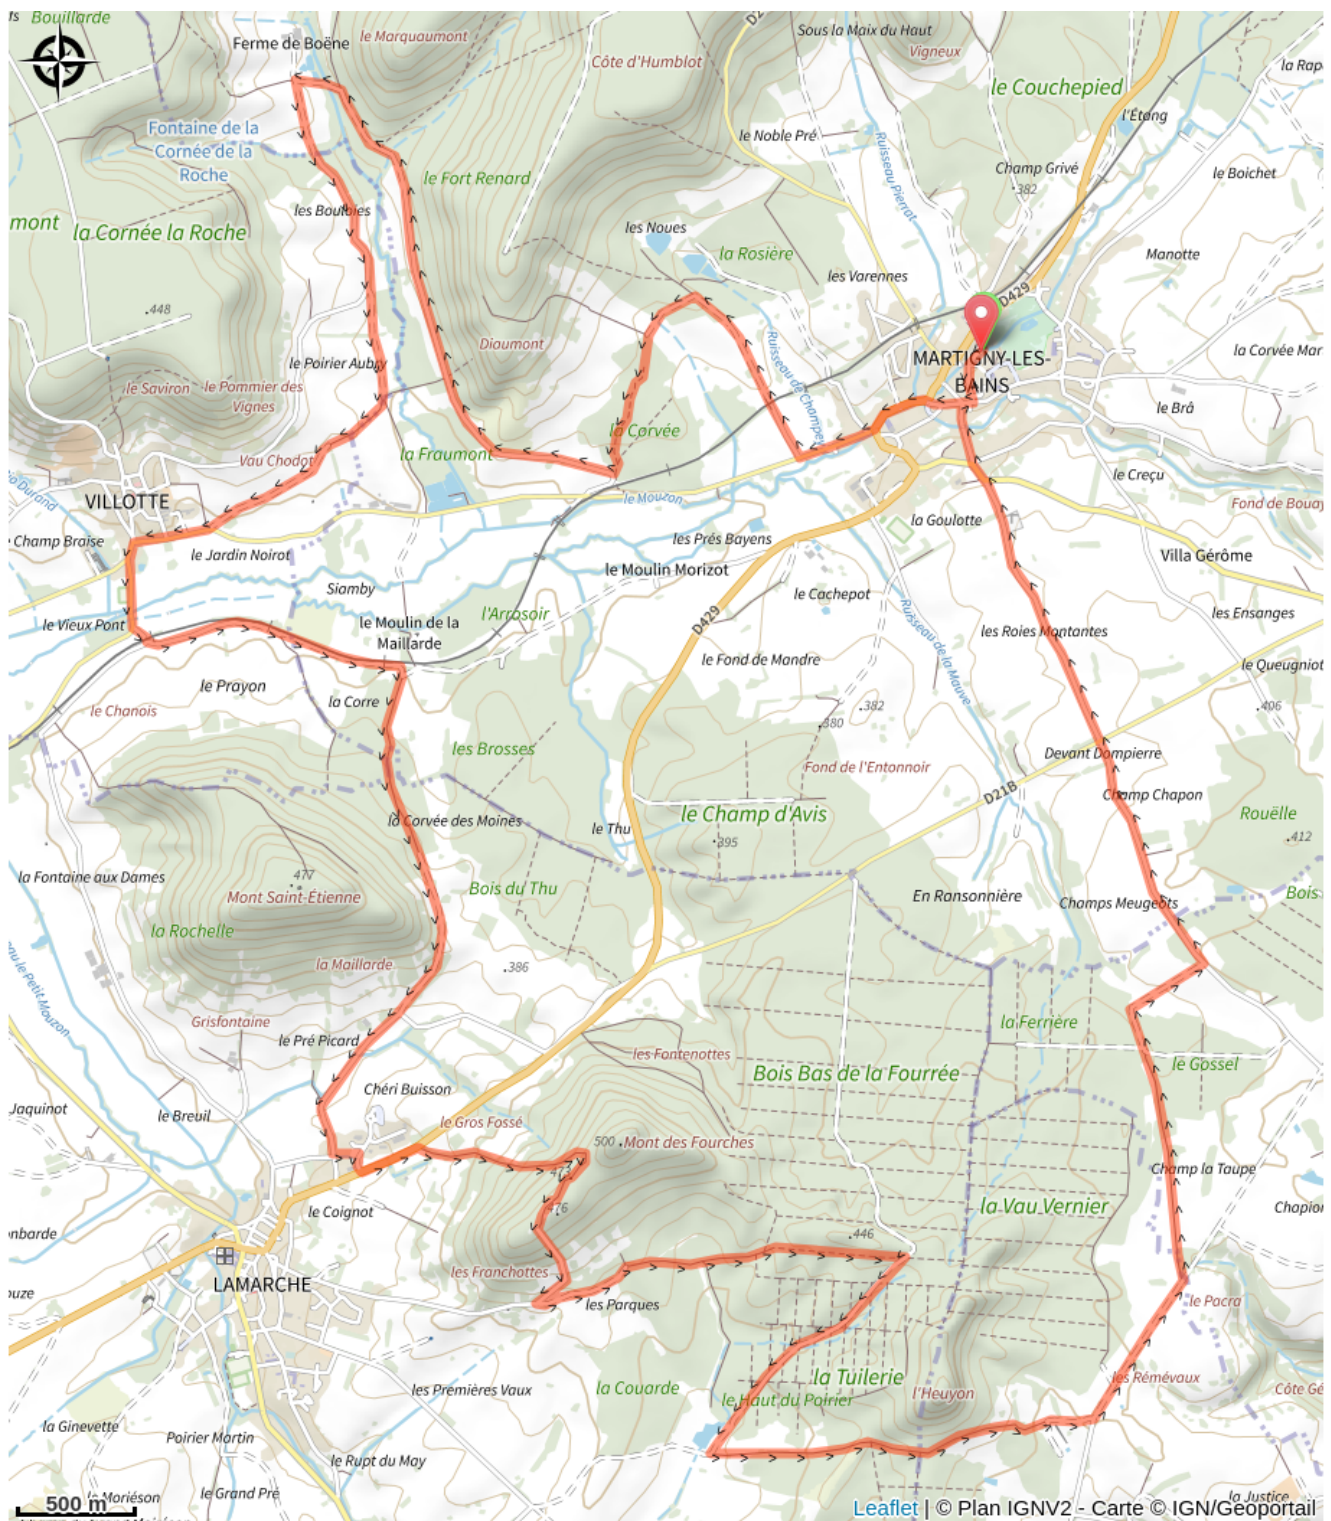 Bouillarde
Ferme de Boëne
le Marquaumont
Côte d'Humblot
Sous la Maix du Haut
Vigneux
le Couchepied
l'Étang
Fontaine de la
Cornée de la
Roche
le Noble Pré
Ruisseau Pierrat
Champ Grivé
382
le Boichet
le Fort Renard
les Boulaies
mont
la Cornée la Roche
les Noues
la Rosière
les Varennes
Manotte
D429
448
Diaumont
Ruisseau de Champey
MARTIGNY-LES-
BAINS
la Corvée Mar
le Poirier Aubry
le Saviron
le Pommier des
Vignes
le Brâ
la Corvée
Vau Chodot
la Fraumont
le Creçu
VILLOTTE
le Mouzon
Fond de Bouay
la Goulotte
Champ Braise
le Jardin Noirot
les Prés Bayens
le Moulin Morizot
Villa Gérôme
Siamby
le Cachepot
l'Arrosoir
D429
Ruisseau de la Mauve
les Ensanges
le Vieux Pont
le Moulin de la
Maillarde
les Roies Montantes
le Fond de Mandre
le Queugniot
le Prayon
la Corre
382
380
406
le Chanois
les Brosses
Devant Dompierre
Fond de l'Entonnoir
D21B
Champ Chapon
la Corvée des Moines
le Thu
le Champ d'Avis
Rouëlle
412
395
la Fontaine aux Dames
477
Mont Saint-Étienne
Bois du Thu
En Ransonnière
Champs Meugeots
Bois
la Rochelle
la Maillarde
386
Grisfontaine
le Pré Picard
les Fontenottes
la Ferrière
le Gossel
Bois Bas de la Fourrée
Chéri Buisson
Jaquinot
le Breuil
le Gros Fossé
500
Mont des Fourches
473
Champ la Taupe
476
la Vau Vernier
Chapion
le Coignot
446
LAMARCHE
les Franchottes
les Parques
le Pacra
la Tuilerie
les Rémévaux
les Premières Vaux
la Couarde
le Haut du Poirier
l'Heuyon
la Ginevette
Poirier Martin
le Rupt du May
le Grand Pré
500 m
le Moriéson
la Justice
Leaflet | © Plan IGNV2 - Carte © IGN/Geoportail